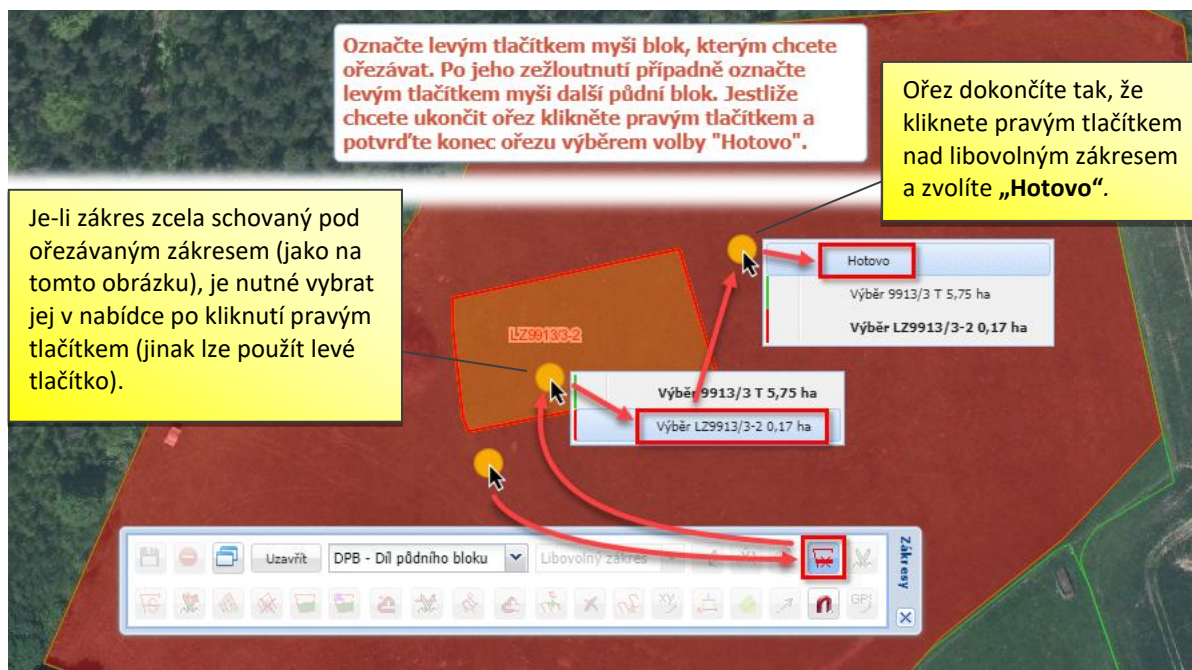 Označte levým tlačítkem myši blok, kterým chcete
ořezávat. Po jeho zežloutnutí případně označte
levým tlačítkem myši další půdní blok. Jestliže
chcete ukončit ořez klikněte pravým tlačítkem a
potvrďte konec ořezu výběrem volby "Hotovo".
Ořez dokončíte tak, že
kliknete pravým tlačítkem
nad libovolným zákresem
a zvolíte „Hotovo“.
Je-li zákres zcela schovaný pod
ořezávaným zákresem (jako na
tomto obrázku), je nutné vybrat
jej v nabídce po kliknutí pravým
tlačítkem (jinak lze použít levé
tlačítko).
Hotovo
Výběr 9913/3 T 5,75 ha
Výběr LZ9913/3-2 0,17 ha
LZ9913/3-2
Výběr 9913/3 T 5,75 ha
Výběr LZ9913/3-2 0,17 ha
Uzavřít
DPB - Díl půdního bloku
Libovolný zákres
Zákresy
XY
GPS